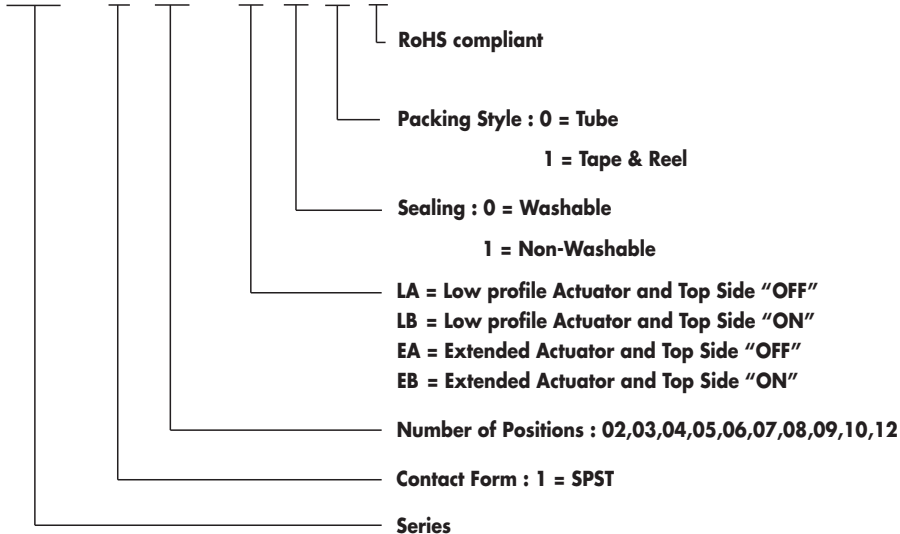 RoHS compliant
Packing Style : 0 = Tube
1 = Tape & Reel
Sealing : 0 = Washable
1 = Non-Washable
LA = Low profile Actuator and Top Side “OFF”
LB = Low profile Actuator and Top Side “ON”
EA = Extended Actuator and Top Side “OFF”
EB = Extended Actuator and Top Side “ON”
Number of Positions : 02,03,04,05,06,07,08,09,10,12
Contact Form : 1 = SPST
Series